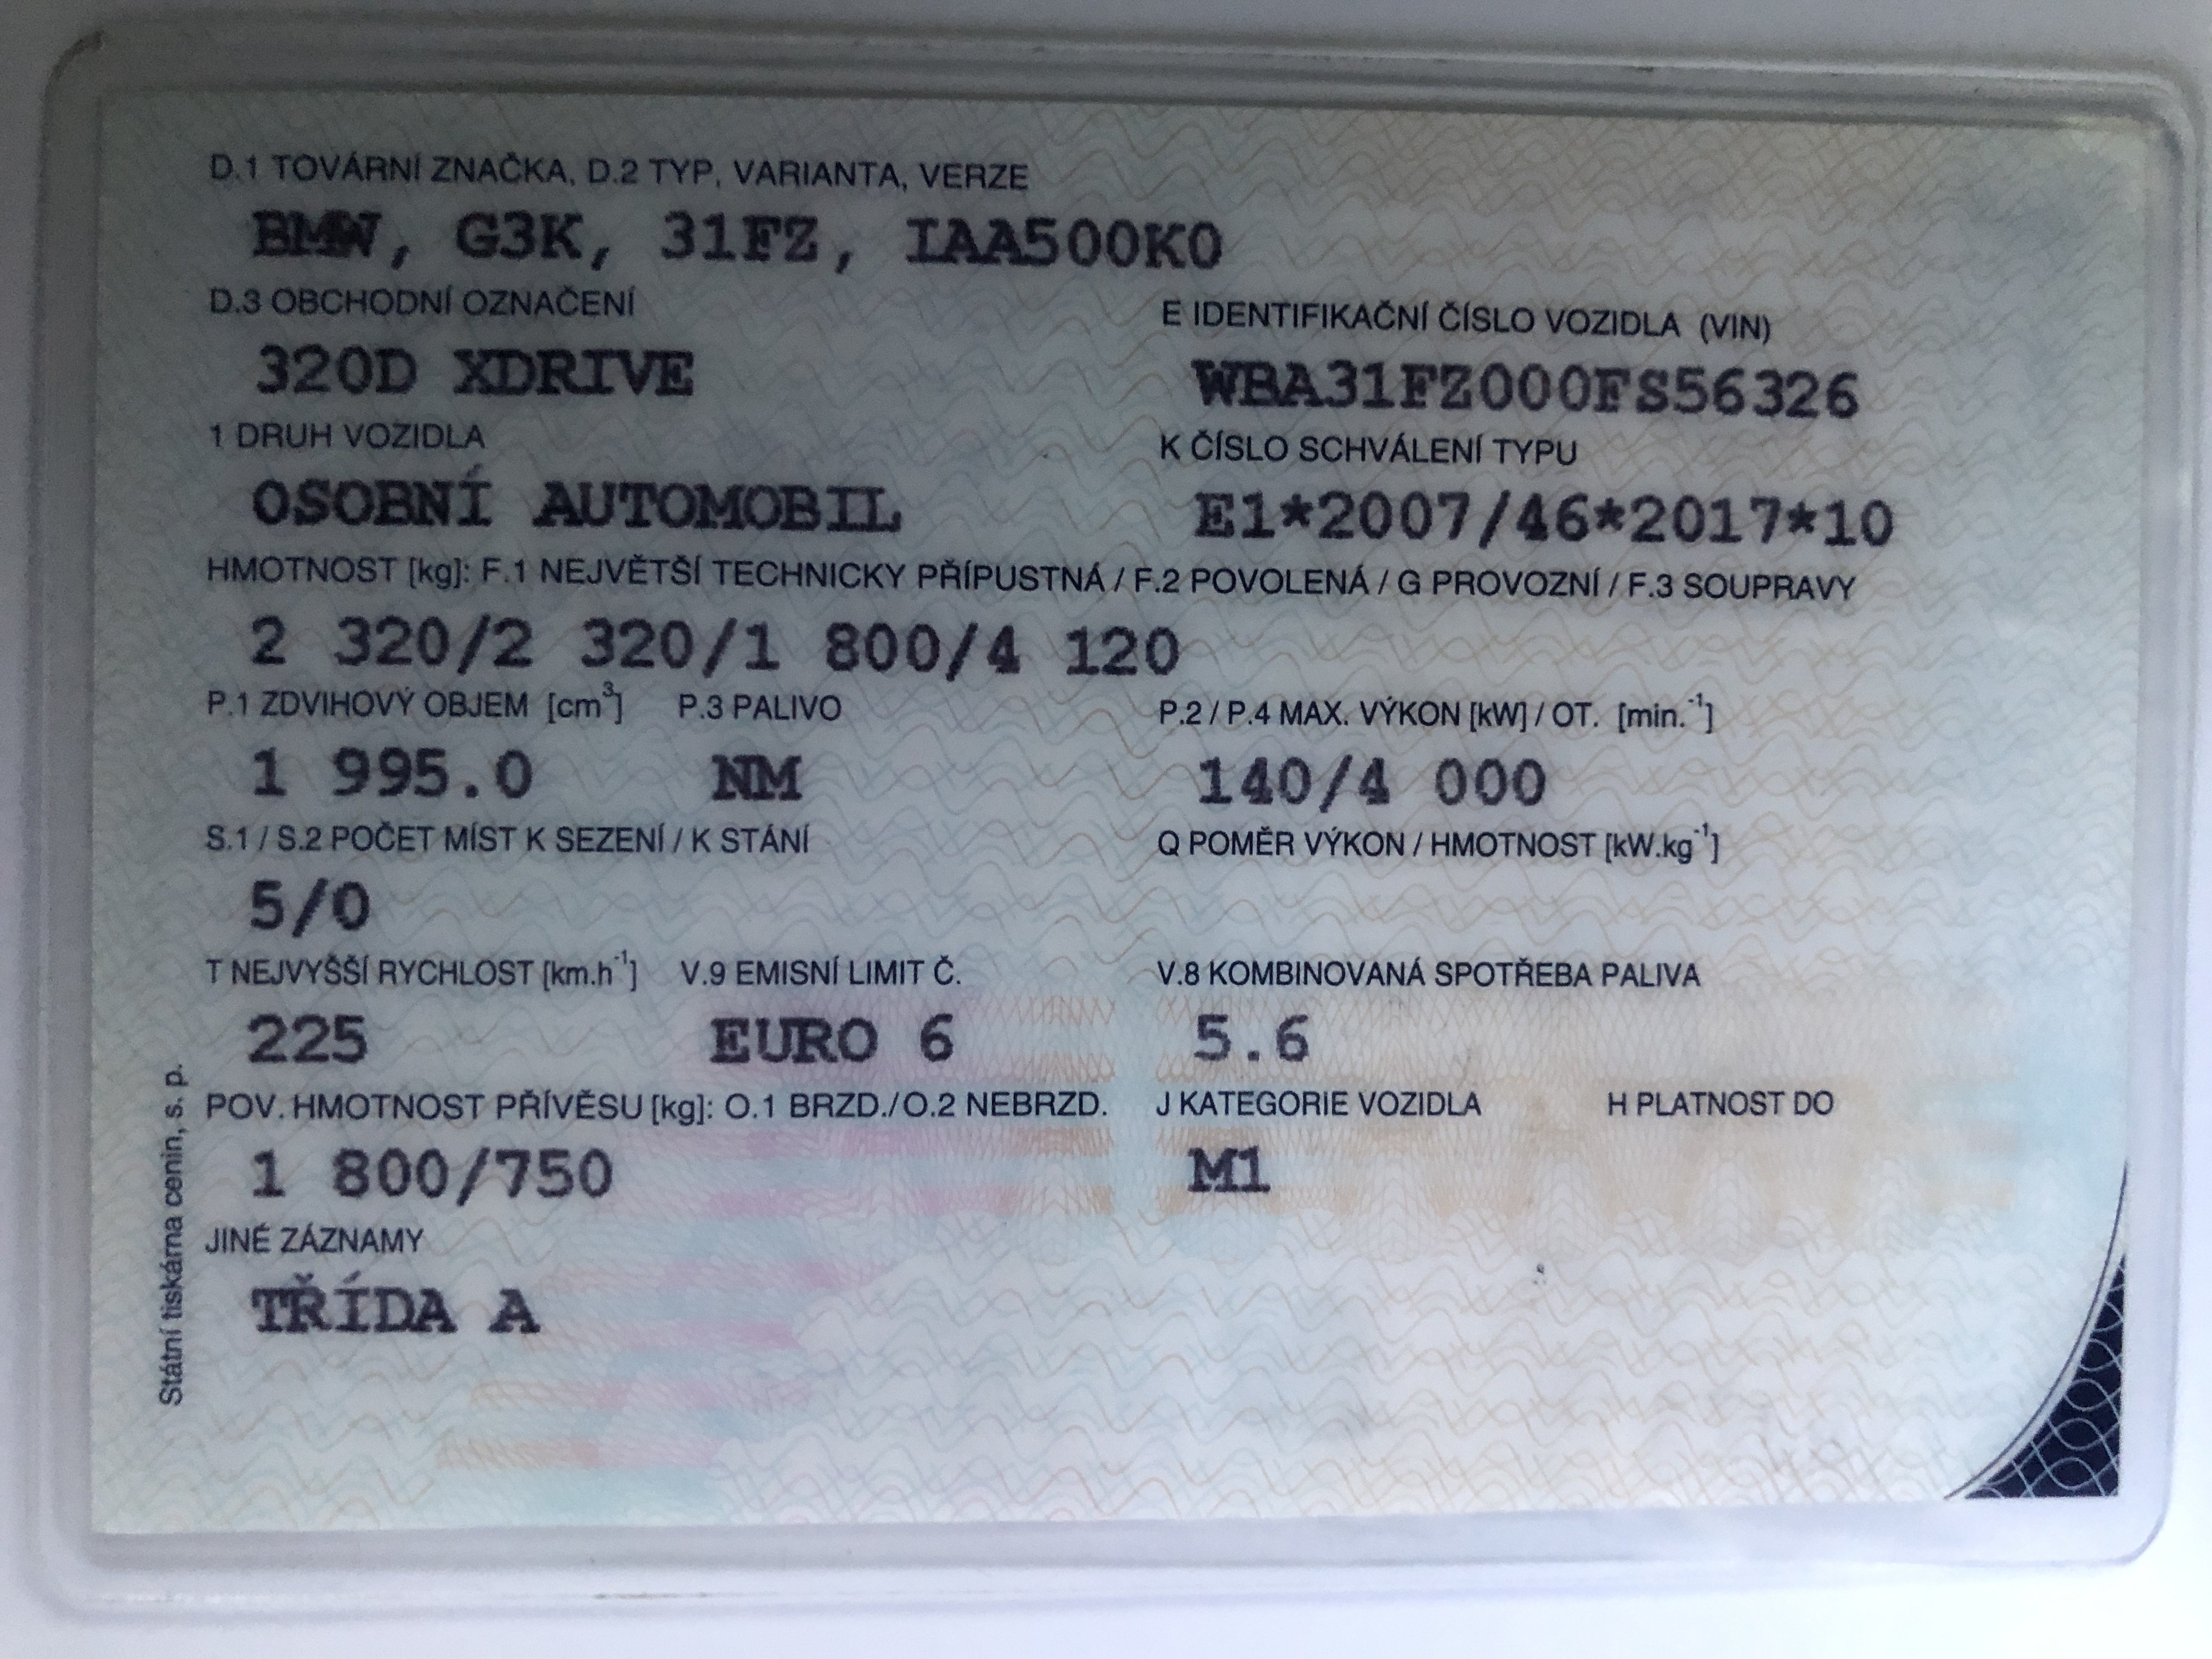 D.1 TOVÁRNÍ ZNAČKA, D.2 TYP, VARIANTA, VERZE
BMW, G3K, 31FZ, IAA500K0
D.3 OBCHODNÍ OZNAČENÍ E IDENTIFIKAČNÍ ČÍSLO VOZIDLA (VIN)
320D XDRIVE WBA31FZ000FS56326
1 DRUH VOZIDLA K ČÍSLO SCHVÁLENÍ TYPU
OSOBNÍ AUTOMOBIL E1*2007/46*2017*10
HMOTNOST [kg]: F.1 NEJVĚTŠÍ TECHNICKY PŘÍPUSTNÁ / F.2 POVOLENÁ / G PROVOZNÍ / F.3 SOUPRAVY
2 320/2 320/1 800/4 120
P.1 ZDVIHOVÝ OBJEM [cm³] P.3 PALIVO P.2 / P.4 MAX. VÝKON [kW] / OT. [min.⁻¹]
1 995.0 NM 140/4 000
S.1 / S.2 POČET MÍST K SEZENÍ / K STÁNÍ Q POMĚR VÝKON / HMOTNOST [kW.kg⁻¹]
5/0
T NEJVYŠŠÍ RYCHLOST [km.h⁻¹] V.9 EMISNÍ LIMIT Č. V.8 KOMBINOVANÁ SPOTŘEBA PALIVA
225 EURO 6 5.6
POV. HMOTNOST PŘÍVĚSU [kg]: O.1 BRZD./O.2 NEBRZD. J KATEGORIE VOZIDLA H PLATNOST DO
1 800/750 M1
JINÉ ZÁZNAMY
TŘÍDA A
Státní tiskárna cenin, s. p.